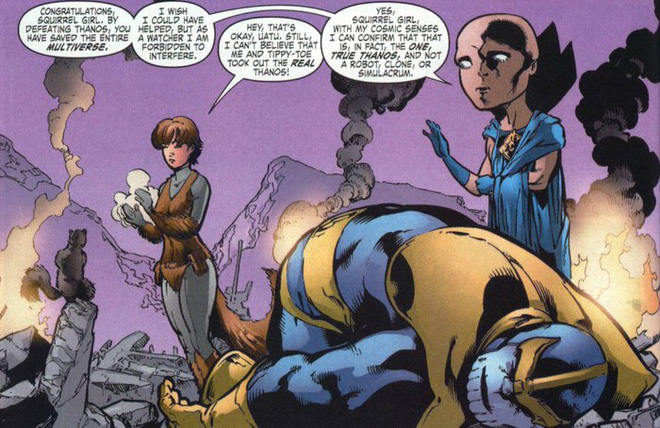 CONGRATULATIONS,
SQUIRREL GIRL. BY
DEFEATING THANOS, YOU
HAVE SAVED THE ENTIRE
MULTIVERSE.
I WISH
I COULD HAVE
HELPED, BUT AS
A WATCHER I AM
FORBIDDEN TO
INTERFERE.
HEY, THAT'S
OKAY, UATU. STILL,
I CAN'T BELIEVE THAT
ME AND TIPPY-TOE
TOOK OUT THE REAL
THANOS!
YES,
SQUIRREL GIRL,
WITH MY COSMIC SENSES
I CAN CONFIRM THAT THAT
IS, IN FACT, THE ONE,
TRUE THANOS, AND NOT
A ROBOT, CLONE, OR
SIMULACRUM.